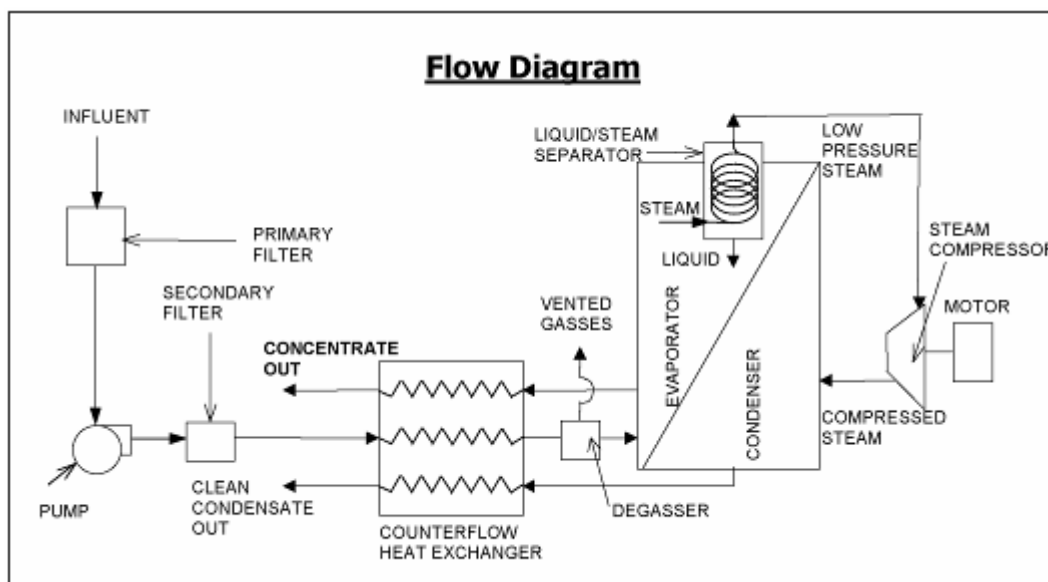 Flow Diagram
INFLUENT
PRIMARY
FILTER
SECONDARY
FILTER
PUMP
CLEAN
CONDENSATE
OUT
CONCENTRATE
OUT
COUNTERFLOW
HEAT EXCHANGER
VENTED
GASSES
DEGASSER
LIQUID/STEAM
SEPARATOR
STEAM
LIQUID
EVAPORATOR
CONDENSER
LOW
PRESSURE
STEAM
STEAM
COMPRESSOR
MOTOR
COMPRESSED
STEAM